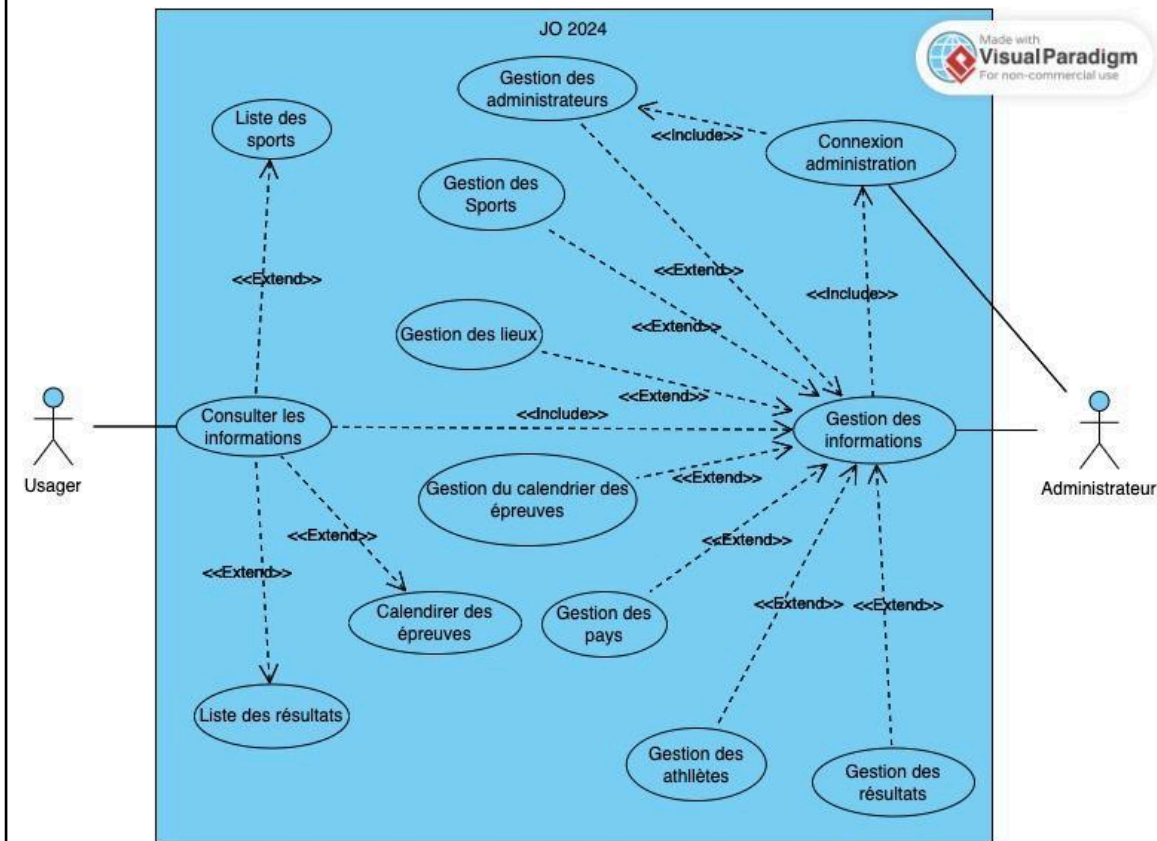 JO 2024
Made with
Visual Paradigm
For non-commercial use
Gestion des
administrateurs
Liste des
sports
<<Include>>
Connexion
administration
Gestion des
Sports
<<Extend>>
<<Extend>>
<<Include>>
Gestion des lieux
<<Extend>>
<<Extend>>
Consulter les
informations
<<Include>>
Gestion des
informations
Usager
Administrateur
Gestion du calendrier des
épreuves
<<Extend>>
<<Extend>>
<<Extend>>
<<Extend>>
Calendirer des
épreuves
Gestion des
pays
<<Extend>>
<<Extend>>
Liste des résultats
Gestion des
athllètes
Gestion des
résultats